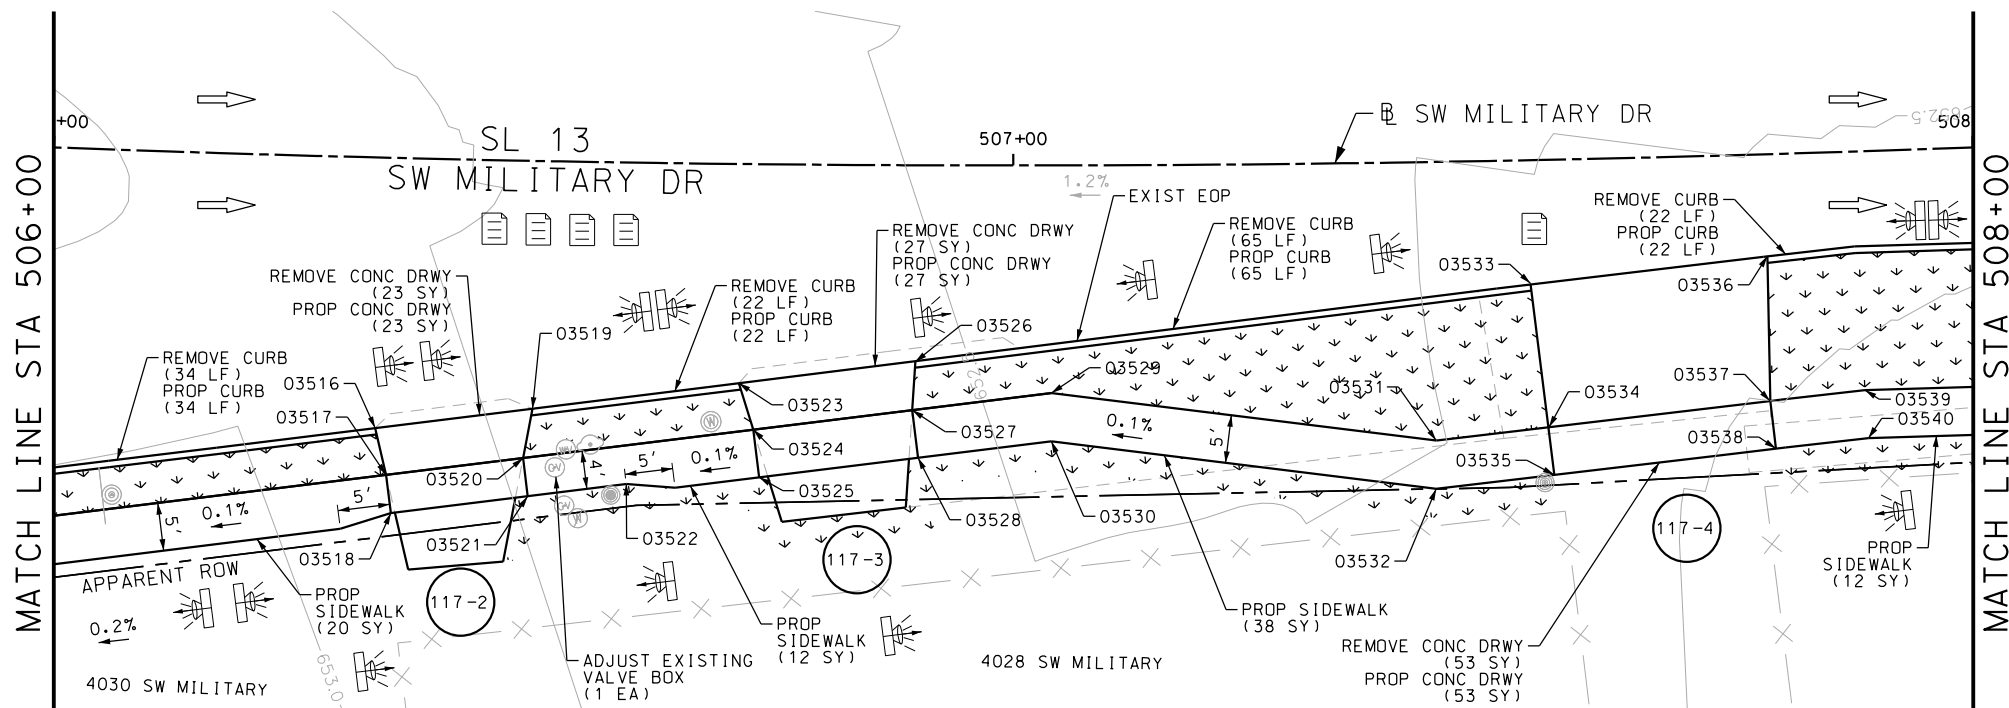 MATCH LINE STA 506+00
+00
SL 13
SW MILITARY DR
507+00
℄ SW MILITARY DR
652.5
508
MATCH LINE STA 508+00
1.2%
EXIST EOP
REMOVE CURB
(22 LF)
PROP CURB
(22 LF)
REMOVE CURB
(65 LF)
PROP CURB
(65 LF)
REMOVE CONC DRWY
(27 SY)
PROP CONC DRWY
(27 SY)
REMOVE CONC DRWY
(23 SY)
PROP CONC DRWY
(23 SY)
REMOVE CURB
(22 LF)
PROP CURB
(22 LF)
REMOVE CURB
(34 LF)
PROP CURB
(34 LF)
03516
03517
03518
03519
03520
03521
03522
03523
03524
03525
03526
03527
03528
03529
03530
03531
03532
03533
03534
03535
03536
03537
03538
03539
03540
5'
0.1%
5'
4'
5'
0.1%
0.1%
5'
W
WV
GV
GV
W
APPARENT ROW
0.2%
4030 SW MILITARY
653.0
PROP
SIDEWALK
(20 SY)
117-2
ADJUST EXISTING
VALVE BOX
(1 EA)
PROP
SIDEWALK
(12 SY)
117-3
4028 SW MILITARY
PROP SIDEWALK
(38 SY)
REMOVE CONC DRWY
(53 SY)
PROP CONC DRWY
(53 SY)
117-4
PROP
SIDEWALK
(12 SY)